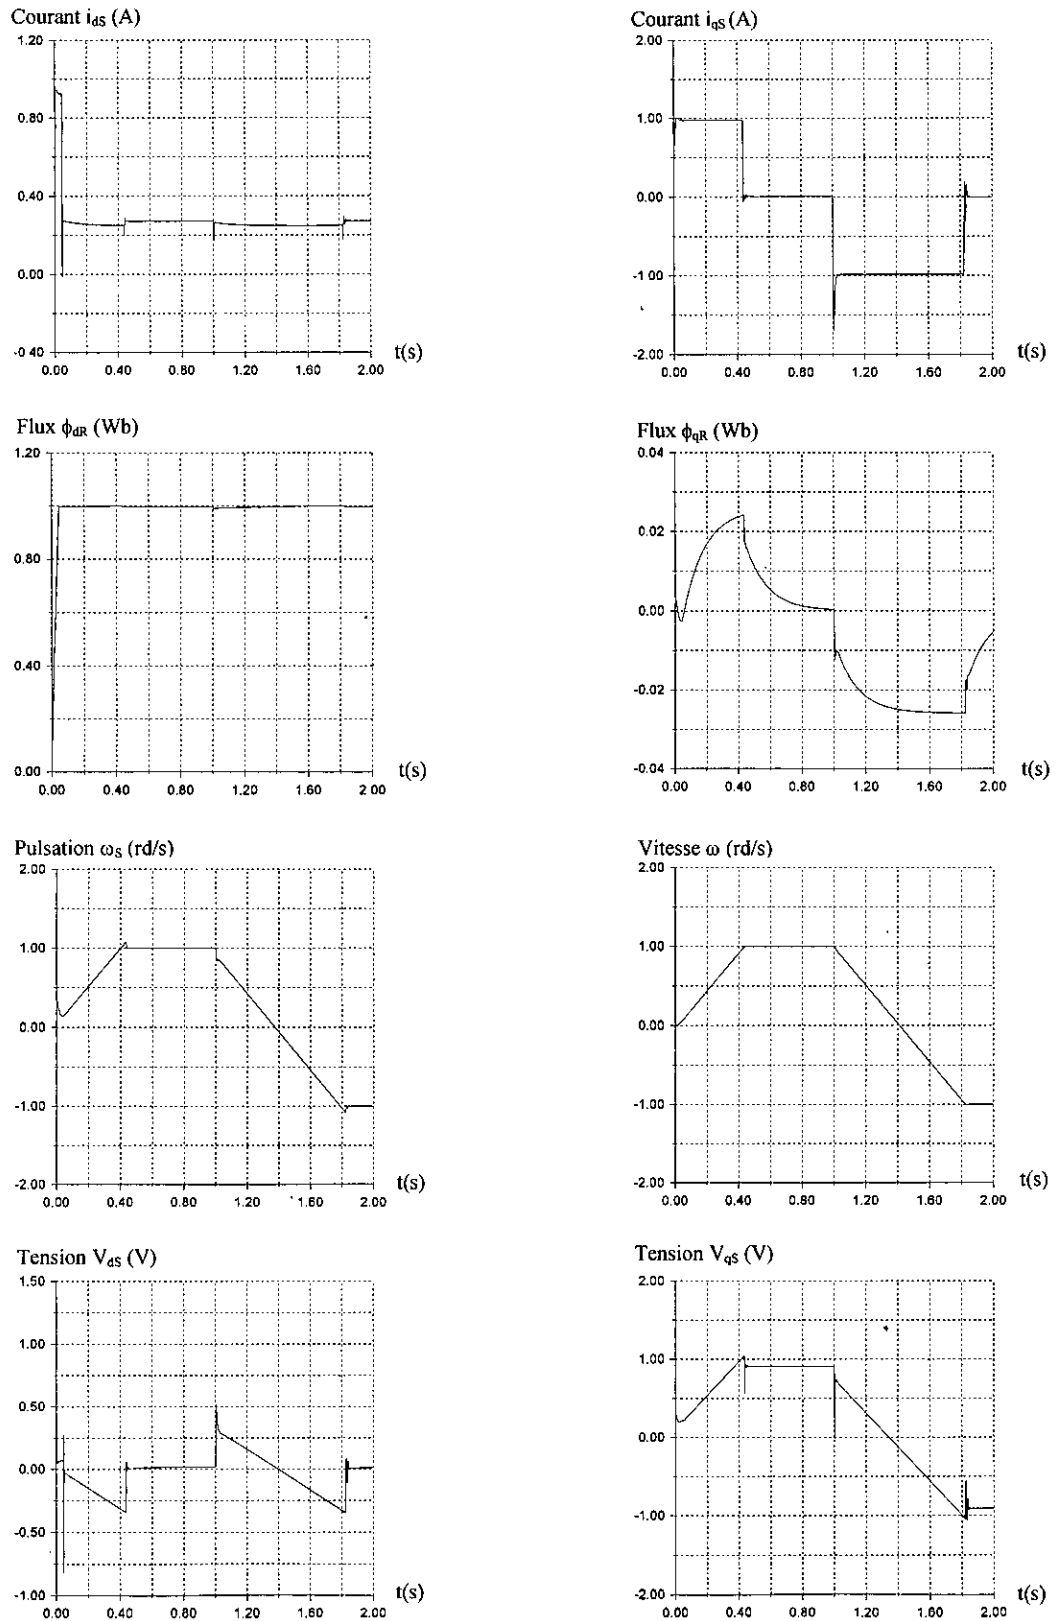 Courant i_dS (A)
1.20
0.80
0.40
0.00
-0 40
0.00 0.40 0.80 1.20 1.60 2.00
t(s)
Courant i_qS (A)
2.00
1.00
0.00
-1.00
-2.00
0.00 0.40 0.80 1.20 1.60 2.00
t(s)
Flux ϕ_dR (Wb)
1.20
0.80
0.40
0.00
0.00 0.40 0.80 1.20 1.60 2.00
t(s)
Flux ϕ_qR (Wb)
0.04
0.02
0.00
-0.02
-0.04
0.00 0.40 0.80 1.20 1.60 2.00
t(s)
Pulsation ω_S (rd/s)
2.00
1.00
0.00
-1.00
-2.00
0.00 0.40 0.80 1.20 1.60 2.00
t(s)
Vitesse ω (rd/s)
2.00
1.00
0.00
-1.00
-2.00
0.00 0.40 0.80 1.20 1.60 2.00
t(s)
Tension V_dS (V)
1.50
1.00
0.50
0.00
-0.50
-1.00
0.00 0.40 0.80 1.20 1.60 2.00
t(s)
Tension V_qS (V)
2.00
1.00
0.00
-1.00
-2.00
0.00 0.40 0.80 1.20 1.60 2.00
t(s)